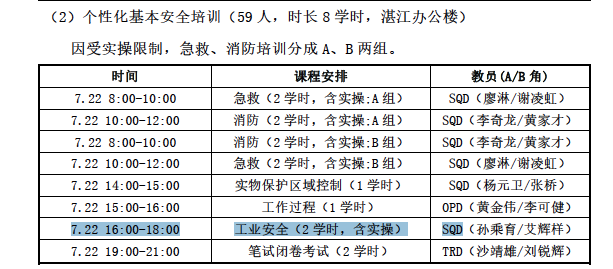 （2）个性化基本安全培训（59人，时长8学时，湛江办公楼）
因受实操限制，急救、消防培训分成A、B两组。
时间 课程安排 教员(A/B角)
7.22 8:00-10:00 急救（2学时，含实操;A组） SQD（廖淋/谢凌虹）
7.22 10:00-12:00 消防（2学时，含实操;A组） SQD（李奇龙/黄家才）
7.22 8:00-10:00 消防（2学时，含实操;B组） SQD（李奇龙/黄家才）
7.22 10:00-12:00 急救（2学时，含实操;B组） SQD（廖淋/谢凌虹）
7.22 14:00-15:00 实物保护区域控制（1学时） SQD（杨元卫/张桥）
7.22 15:00-16:00 工作过程（1学时） OPD（黄金伟/李可健）
7.22 16:00-18:00 工业安全（2学时，含实操） SQD（孙乘育/艾辉样）
7.22 19:00-21:00 笔试闭卷考试（2学时） TRD（沙靖雄/刘锐辉）